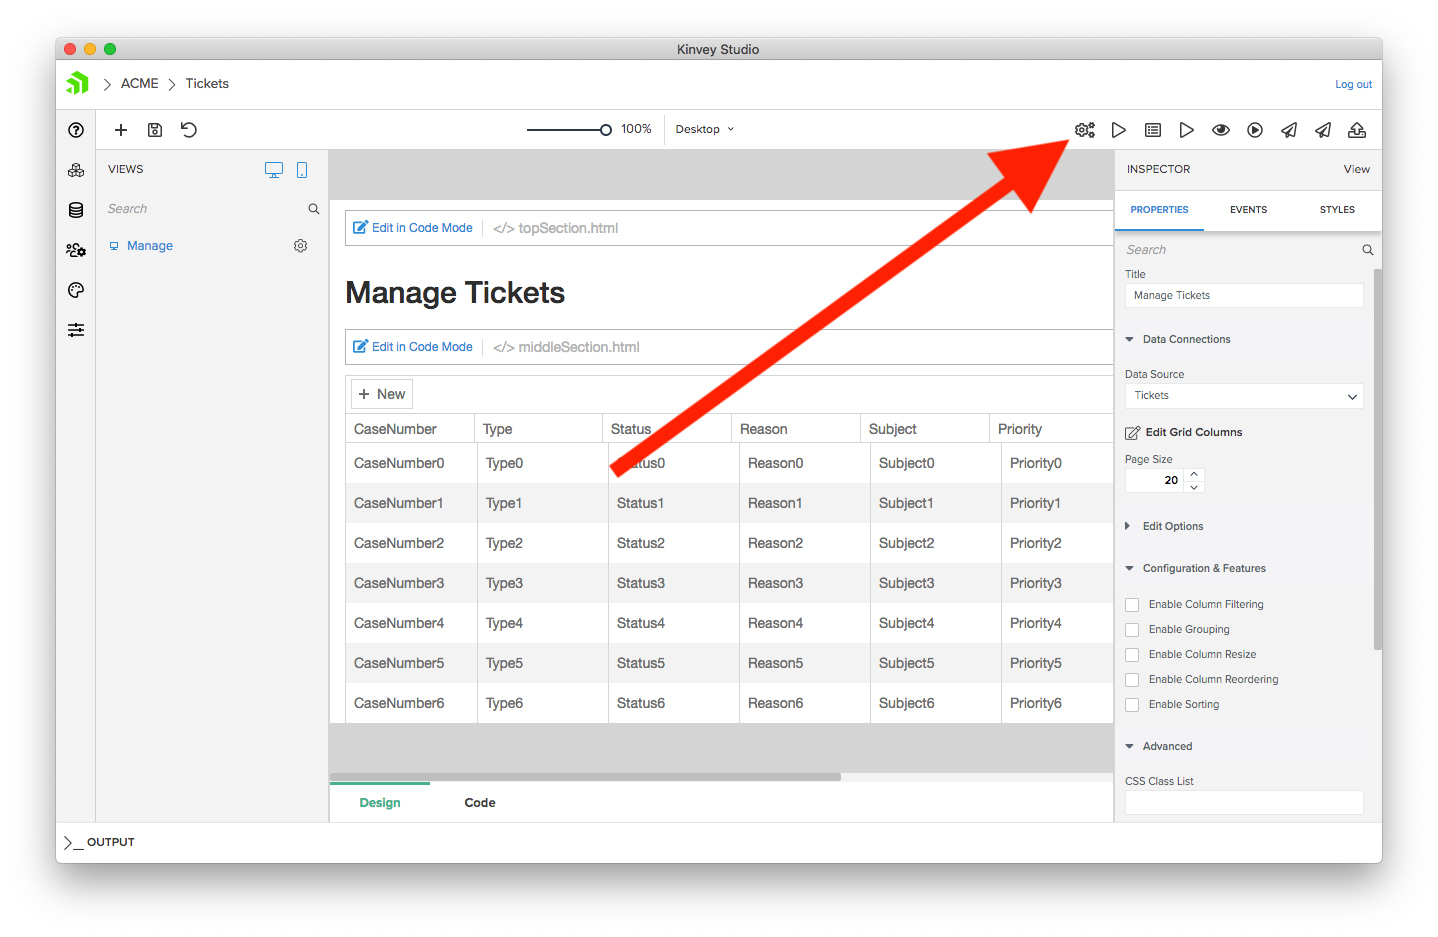 Kinvey Studio
ACME Tickets Log out
100% Desktop
VIEWS
Search
Manage
Edit in Code Mode </> topSection.html
Manage Tickets
Edit in Code Mode </> middleSection.html
+ New
CaseNumber Type Status Reason Subject Priority
CaseNumber0 Type0 Status0 Reason0 Subject0 Priority0
CaseNumber1 Type1 Status1 Reason1 Subject1 Priority1
CaseNumber2 Type2 Status2 Reason2 Subject2 Priority2
CaseNumber3 Type3 Status3 Reason3 Subject3 Priority3
CaseNumber4 Type4 Status4 Reason4 Subject4 Priority4
CaseNumber5 Type5 Status5 Reason5 Subject5 Priority5
CaseNumber6 Type6 Status6 Reason6 Subject6 Priority6
Design Code
INSPECTOR View
PROPERTIES EVENTS STYLES
Search
Title
Manage Tickets
Data Connections
Data Source
Tickets
Edit Grid Columns
Page Size
20
Edit Options
Configuration & Features
Enable Column Filtering
Enable Grouping
Enable Column Resize
Enable Column Reordering
Enable Sorting
Advanced
CSS Class List
OUTPUT